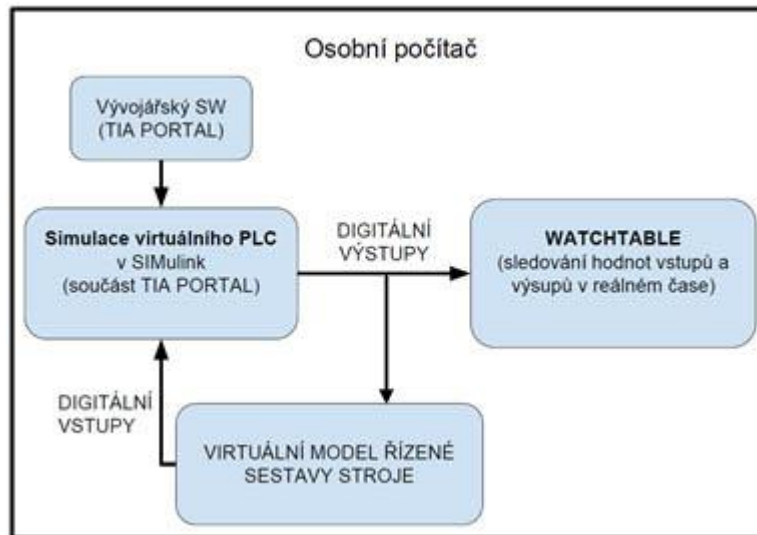 Osobní počítač
Vývojářský SW
(TIA PORTAL)
Simulace virtuálního PLC
v SIMulink
(součást TIA PORTAL)
DIGITÁLNÍ
VÝSTUPY
WATCHTABLE
(sledování hodnot vstupů a
výsupů v reálném čase)
DIGITÁLNÍ
VSTUPY
VIRTUÁLNÍ MODEL ŘÍZENÉ
SESTAVY STROJE